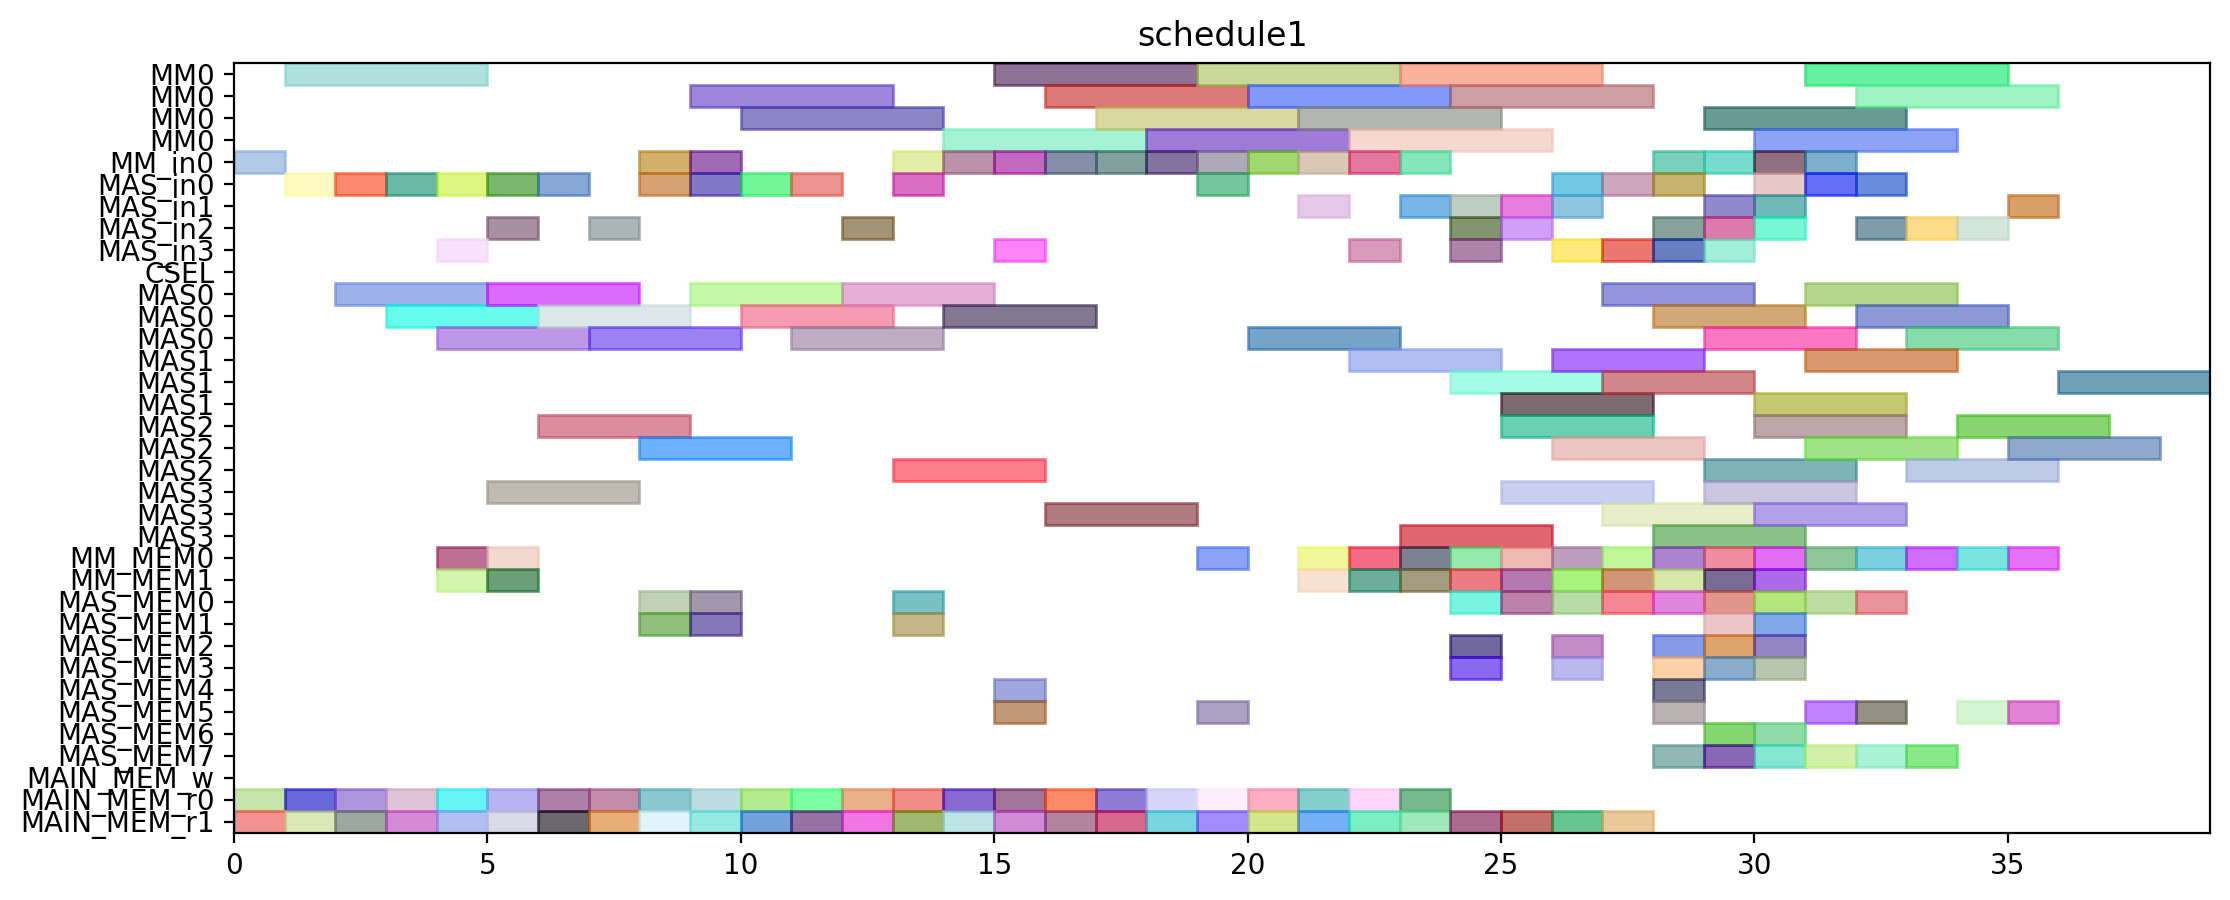 schedule1
MM0
MM0
MM0
MM0
MM_in0
MAS_in0
MAS_in1
MAS_in2
MAS_in3
CSEL
MAS0
MAS0
MAS0
MAS1
MAS1
MAS1
MAS2
MAS2
MAS2
MAS3
MAS3
MAS3
MM_MEM0
MM_MEM1
MAS_MEM0
MAS_MEM1
MAS_MEM2
MAS_MEM3
MAS_MEM4
MAS_MEM5
MAS_MEM6
MAS_MEM7
MAIN_MEM_w
MAIN_MEM_r0
MAIN_MEM_r1
0 5 10 15 20 25 30 35